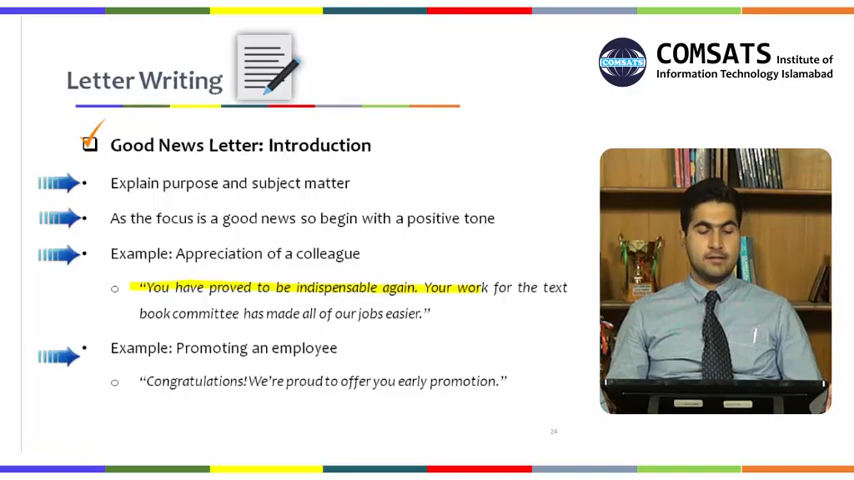 COMSATS Institute of
Information Technology Islamabad
COMSATS
Letter Writing
Good News Letter: Introduction
• Explain purpose and subject matter
• As the focus is a good news so begin with a positive tone
• Example: Appreciation of a colleague
o “You have proved to be indispensable again. Your work for the text
book committee has made all of our jobs easier.”
• Example: Promoting an employee
o “Congratulations! We’re proud to offer you early promotion.”
24